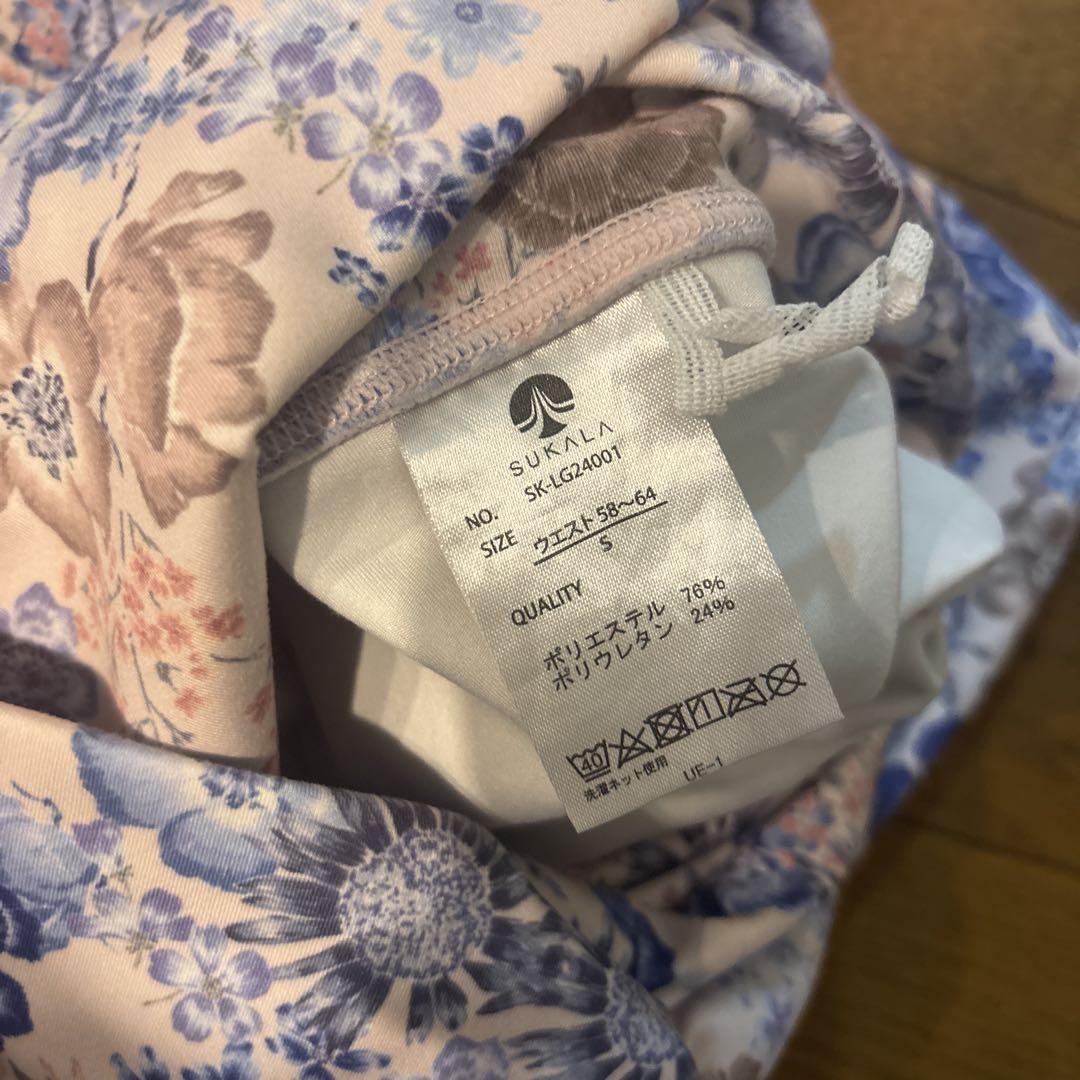 SUKALA
NO. SK-LG24001
SIZE ウエスト58〜64
S
QUALITY
ポリエステル 76%
ポリウレタン 24%
40
洗濯ネット使用 UE-1